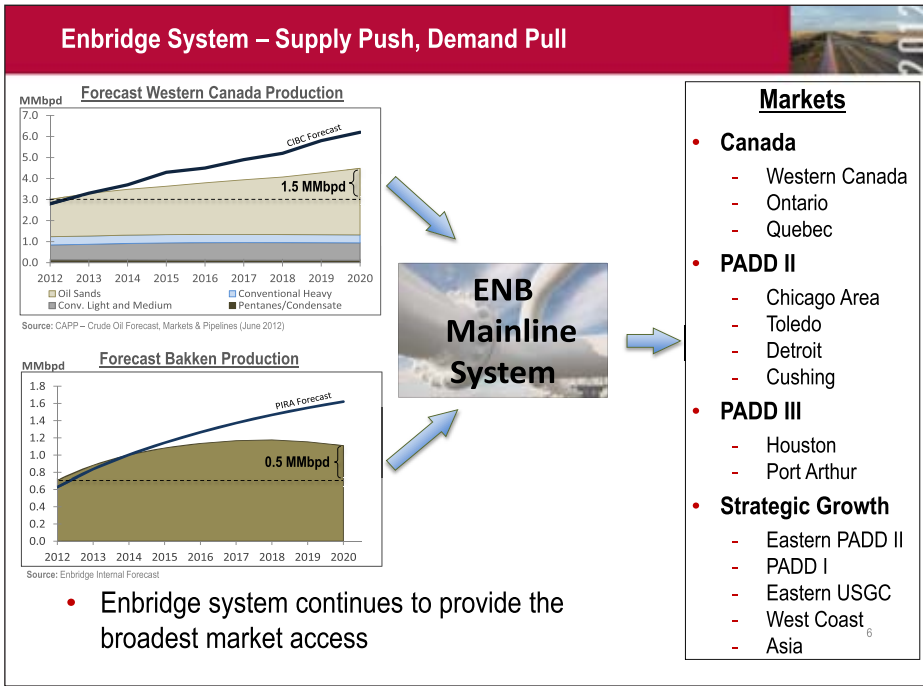 Enbridge System – Supply Push, Demand Pull
2012
Forecast Western Canada Production
MMbpd
7.0
6.0
5.0
4.0
3.0
2.0
1.0
0.0
CIBC Forecast
1.5 MMbpd
2012 2013 2014 2015 2016 2017 2018 2019 2020
Oil Sands Conventional Heavy
Conv. Light and Medium Pentanes/Condensate
Source: CAPP – Crude Oil Forecast, Markets & Pipelines (June 2012)
Forecast Bakken Production
MMbpd
1.8
1.6
1.4
1.2
1.0
0.8
0.6
0.4
0.2
0.0
PIRA Forecast
0.5 MMbpd
2012 2013 2014 2015 2016 2017 2018 2019 2020
Source: Enbridge Internal Forecast
ENB
Mainline
System
• Enbridge system continues to provide the
broadest market access
Markets
• Canada
- Western Canada
- Ontario
- Quebec
• PADD II
- Chicago Area
- Toledo
- Detroit
- Cushing
• PADD III
- Houston
- Port Arthur
• Strategic Growth
- Eastern PADD II
- PADD I
- Eastern USGC
- West Coast
- Asia
6